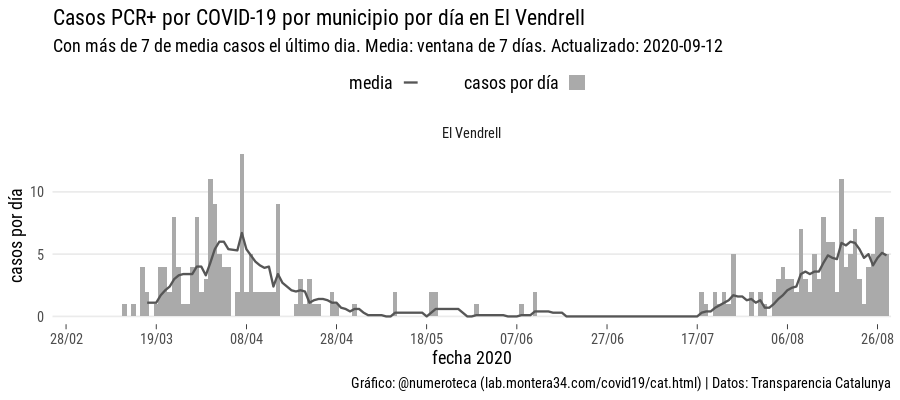 Casos PCR+ por COVID-19 por municipio por día en El Vendrell
Con más de 7 de media casos el último dia. Media: ventana de 7 días. Actualizado: 2020-09-12
media casos por día
El Vendrell
casos por día
10
5
0
28/02 19/03 08/04 28/04 18/05 07/06 27/06 17/07 06/08 26/08
fecha 2020
Gráfico: @numeroteca (lab.montera34.com/covid19/cat.html) | Datos: Transparencia Catalunya